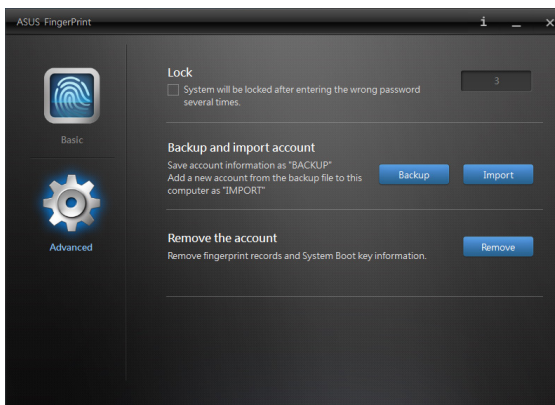 ASUS FingerPrint
i
Basic
Advanced
Lock
System will be locked after entering the wrong password
several times.
3
Backup and import account
Save account information as "BACKUP"
Add a new account from the backup file to this
computer as "IMPORT"
Backup
Import
Remove the account
Remove fingerprint records and System Boot key information.
Remove